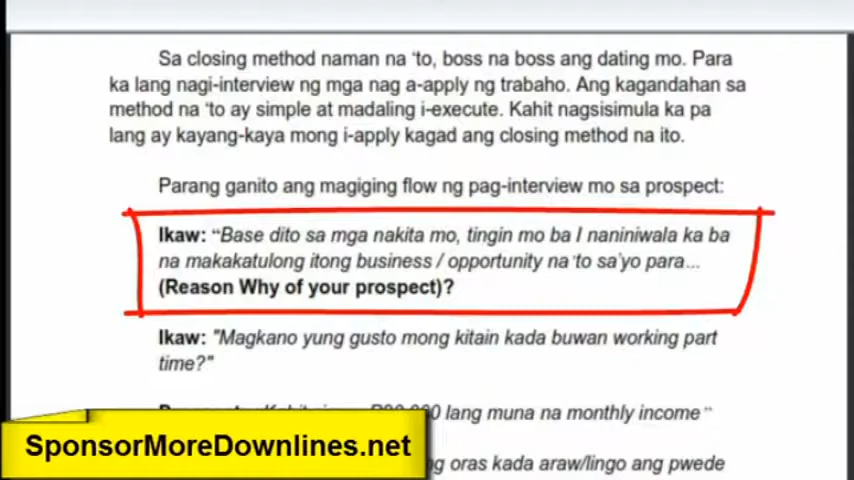 Sa closing method naman na 'to, boss na boss ang dating mo. Para
ka lang nagi-interview ng mga nag a-apply ng trabaho. Ang kagandahan sa
method na 'to ay simple at madaling i-execute. Kahit nagsisimula ka pa
lang ay kayang-kaya mong i-apply kagad ang closing method na ito.
Parang ganito ang magiging flow ng pag-interview mo sa prospect:
Ikaw: "Base dito sa mga nakita mo, tingin mo ba I naniniwala ka ba
na makakatulong itong business / opportunity na 'to sa'yo para...
(Reason Why of your prospect)?
Ikaw: "Magkano yung gusto mong kitain kada buwan working part
time?"
lang muna na monthly income"
SponsorMoreDownlines.net
oras kada araw/lingo ang pwede